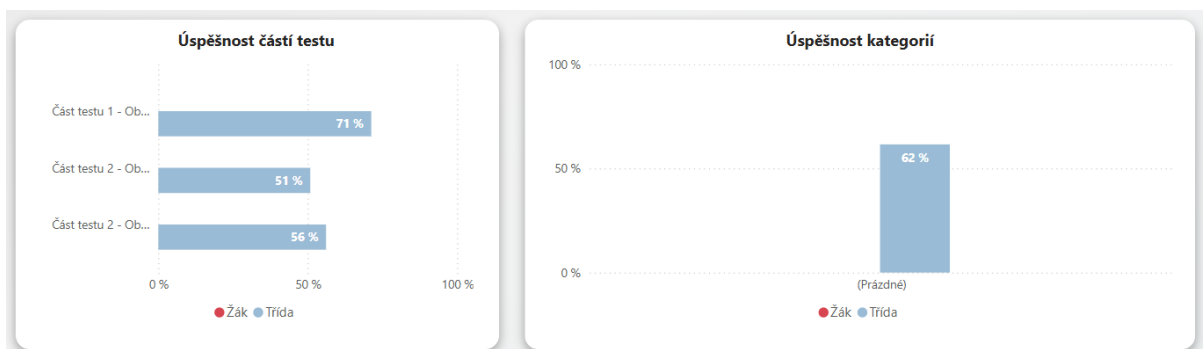 Úspěšnost částí testu
Část testu 1 - Ob...
71 %
Část testu 2 - Ob...
51 %
Část testu 2 - Ob...
56 %
0 %
50 %
100 %
Žák
Třída
Úspěšnost kategorií
100 %
50 %
0 %
62 %
(Prázdné)
Žák
Třída